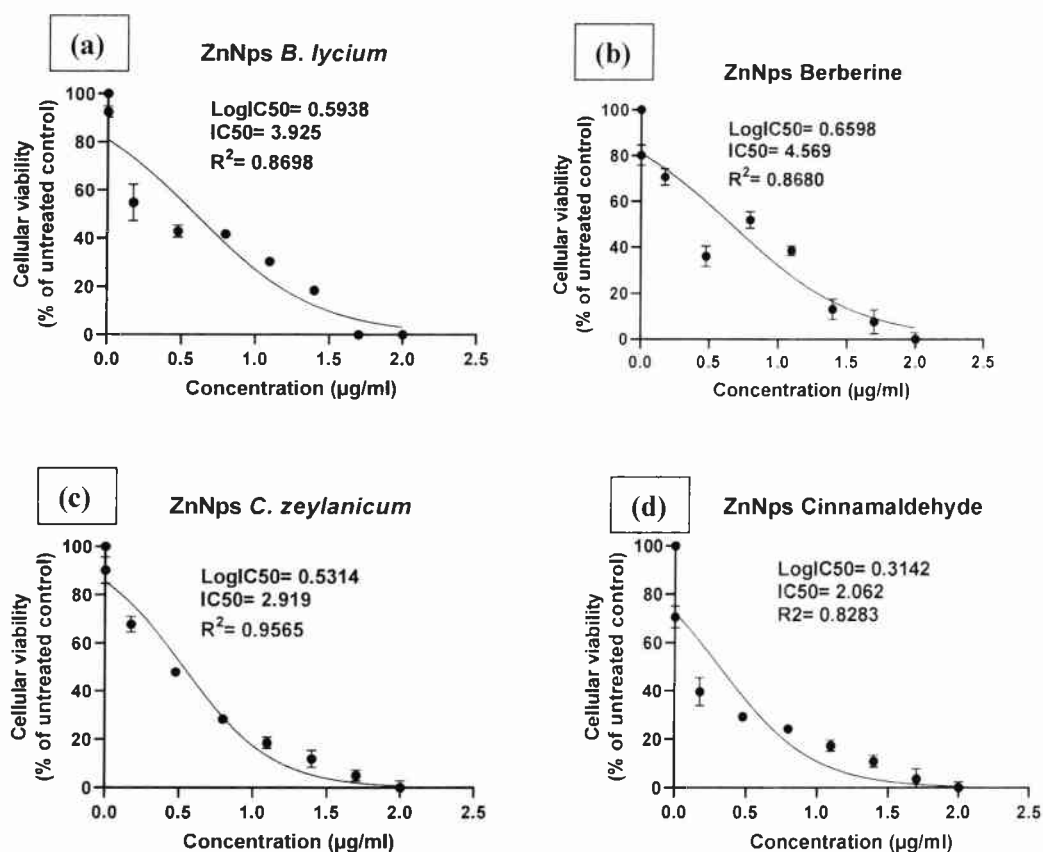 (a)
ZnNps B. lycium
LogIC50= 0.5938
IC50= 3.925
R²= 0.8698
Cellular viability
(% of untreated control)
100
80
60
40
20
0
0.0 0.5 1.0 1.5 2.0 2.5
Concentration (µg/ml)
(b)
ZnNps Berberine
LogIC50= 0.6598
IC50= 4.569
R²= 0.8680
Cellular viability
(% of untreated control)
100
80
60
40
20
0
0.0 0.5 1.0 1.5 2.0 2.5
Concentration (µg/ml)
(c)
ZnNps C. zeylanicum
LogIC50= 0.5314
IC50= 2.919
R²= 0.9565
Cellular viability
(% of untreated control)
100
80
60
40
20
0
0.0 0.5 1.0 1.5 2.0 2.5
Concentration (µg/ml)
(d)
ZnNps Cinnamaldehyde
LogIC50= 0.3142
IC50= 2.062
R2= 0.8283
Cellular viability
(% of untreated control)
100
80
60
40
20
0
0.0 0.5 1.0 1.5 2.0 2.5
Concentration (µg/ml)